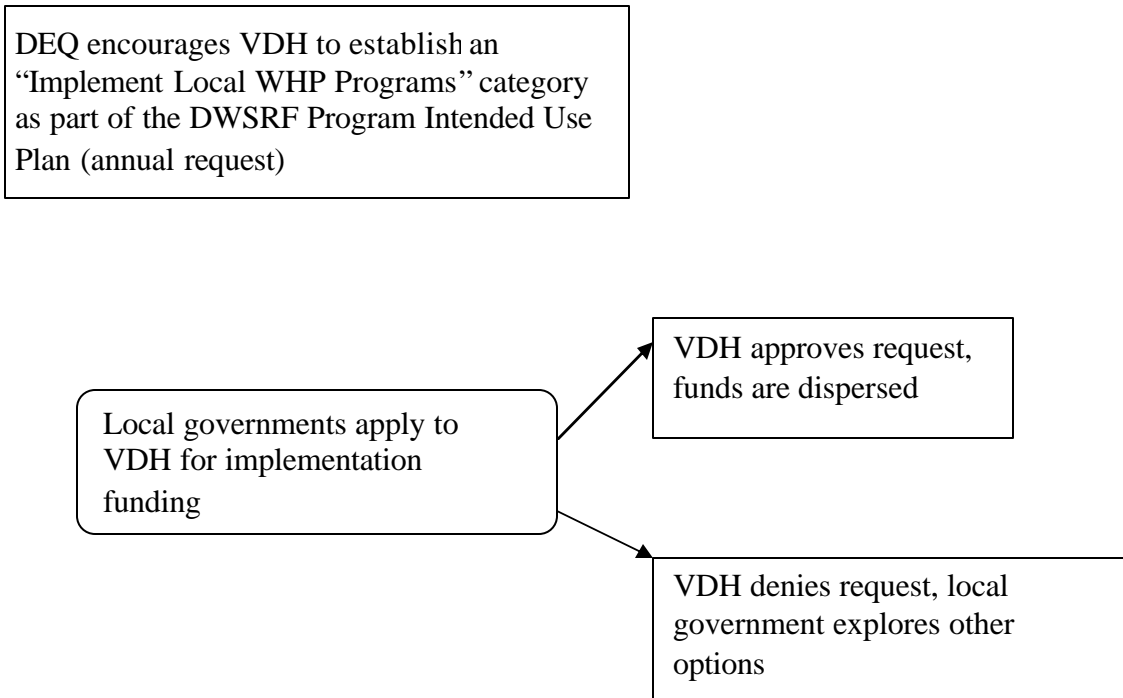 DEQ encourages VDH to establish an
“Implement Local WHP Programs” category
as part of the DWSRF Program Intended Use
Plan (annual request)
VDH approves request,
funds are dispersed
Local governments apply to
VDH for implementation
funding
VDH denies request, local
government explores other
options